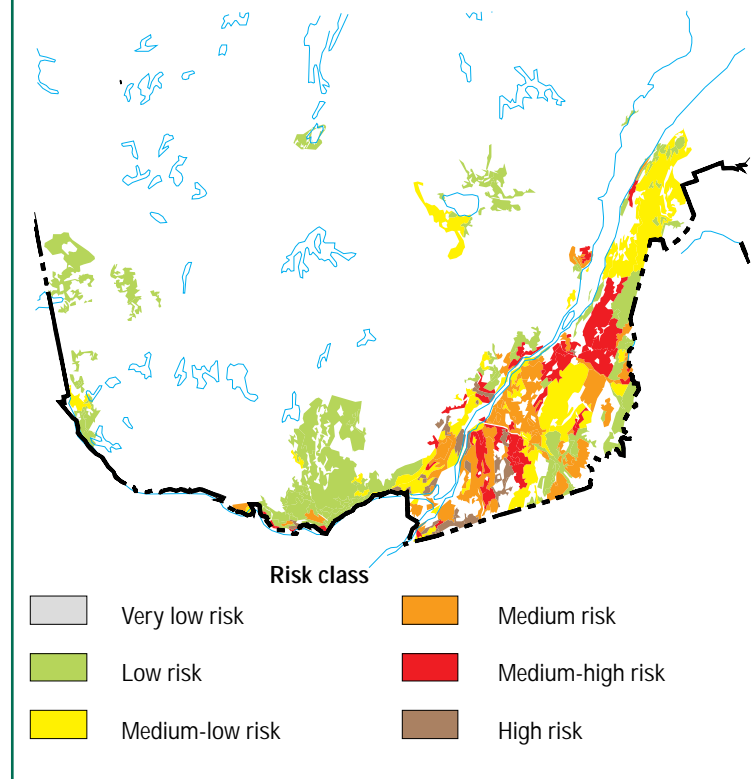 Risk class
Very low risk
Low risk
Medium-low risk
Medium risk
Medium-high risk
High risk